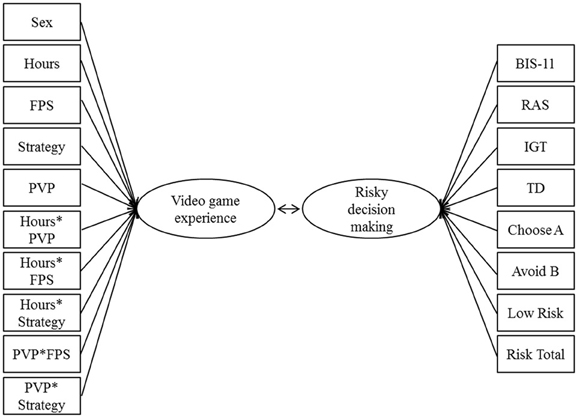 Sex
Hours
FPS
Strategy
PVP
Hours*
PVP
Hours*
FPS
Hours*
Strategy
PVP*FPS
PVP*
Strategy
Video game
experience
Risky
decision
making
BIS-11
RAS
IGT
TD
Choose A
Avoid B
Low Risk
Risk Total